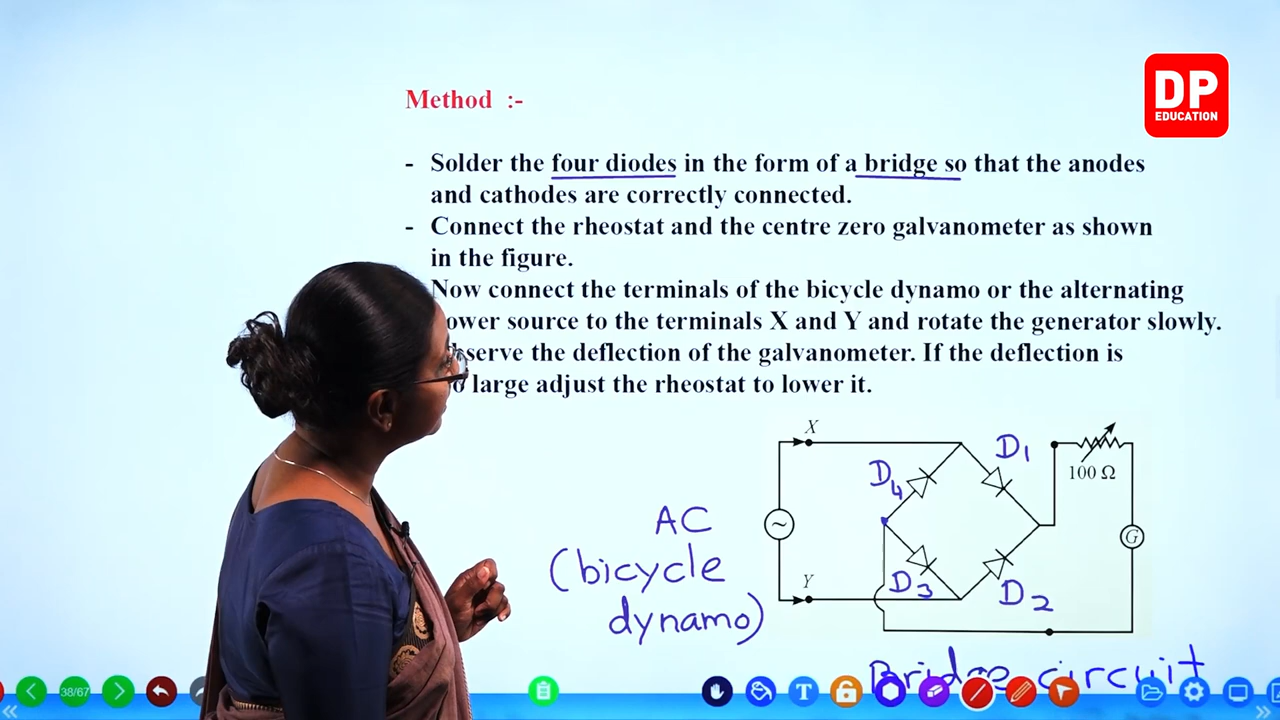 DP
EDUCATION
Method :-
- Solder the four diodes in the form of a bridge so that the anodes
and cathodes are correctly connected.
- Connect the rheostat and the centre zero galvanometer as shown
in the figure.
Now connect the terminals of the bicycle dynamo or the alternating
source to the terminals X and Y and rotate the generator slowly.
the deflection of the galvanometer. If the deflection is
large adjust the rheostat to lower it.
X
D1
D4
100 Ω
AC
~
G
(bicycle
Y
D3
D2
dynamo)
Bridge circuit
38/67
T